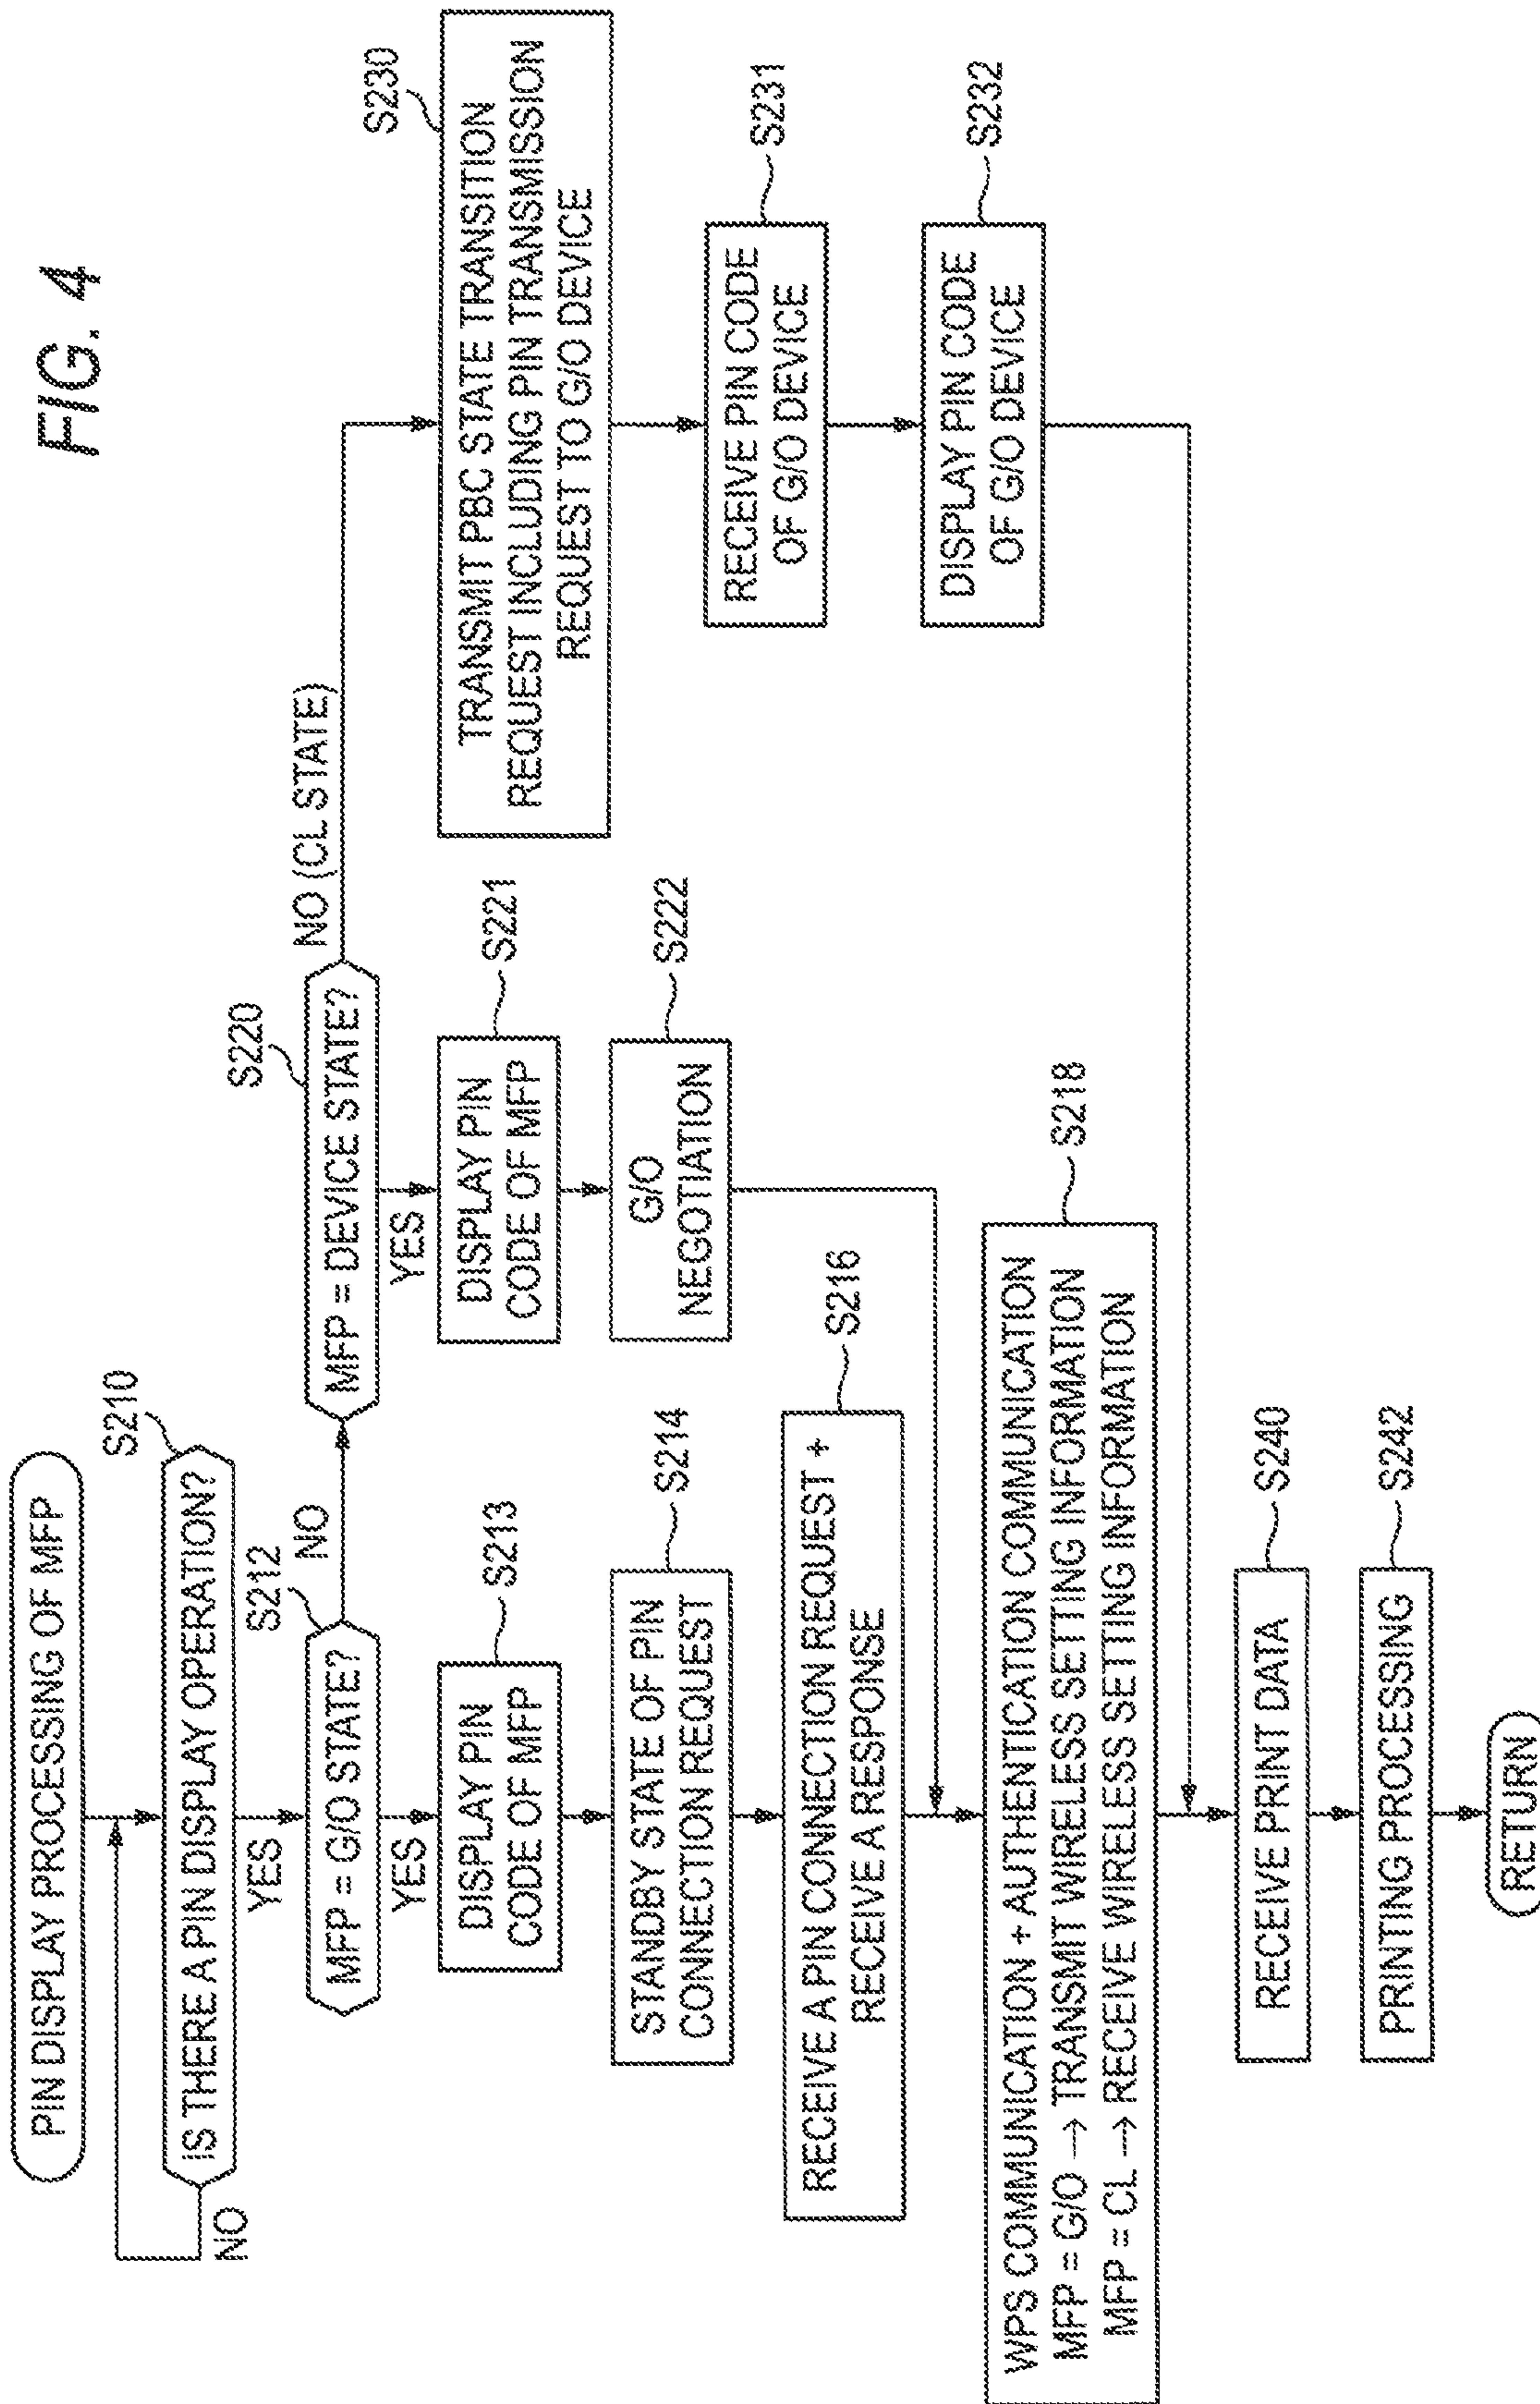 FIG. 4
PIN DISPLAY PROCESSING OF MFP
S210
IS THERE A PIN DISPLAY OPERATION?
NO
YES
S212
MFP = G/O STATE?
NO
YES
S213
DISPLAY PIN
CODE OF MFP
S214
STANDBY STATE OF PIN
CONNECTION REQUEST
S216
RECEIVE A PIN CONNECTION REQUEST +
RECEIVE A RESPONSE
S220
MFP = DEVICE STATE?
NO (CL STATE)
YES
S221
DISPLAY PIN
CODE OF MFP
S222
G/O
NEGOTIATION
S230
TRANSMIT PBC STATE TRANSITION
REQUEST INCLUDING PIN TRANSMISSION
REQUEST TO G/O DEVICE
S231
RECEIVE PIN CODE
OF G/O DEVICE
S232
DISPLAY PIN CODE
OF G/O DEVICE
S218
WPS COMMUNICATION + AUTHENTICATION COMMUNICATION
MFP = G/O → TRANSMIT WIRELESS SETTING INFORMATION
MFP = CL → RECEIVE WIRELESS SETTING INFORMATION
S240
RECEIVE PRINT DATA
S242
PRINTING PROCESSING
RETURN